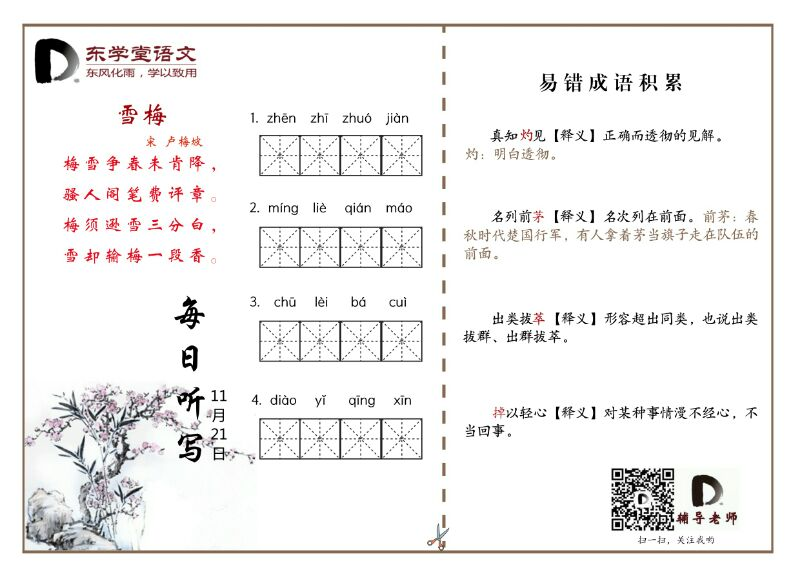 东学堂语文
东风化雨，学以致用
雪梅
宋 卢梅坡
梅雪争春未肯降，
骚人阁笔费评章。
梅须逊雪三分白，
雪却输梅一段香。
每日听写
11月21日
1. zhēn zhī zhuó jiàn
2. míng liè qián máo
3. chū lèi bá cuì
4. diào yǐ qīng xīn
易错成语积累
真知灼见【释义】正确而透彻的见解。
灼：明白透彻。
名列前茅【释义】名次列在前面。前茅：春
秋时代楚国行军，有人拿着茅当旗子走在队伍的
前面。
出类拔萃【释义】形容超出同类，也说出类
拔群、出群拔萃。
掉以轻心【释义】对某种事情漫不经心，不
当回事。
辅导老师
扫一扫，关注我哟